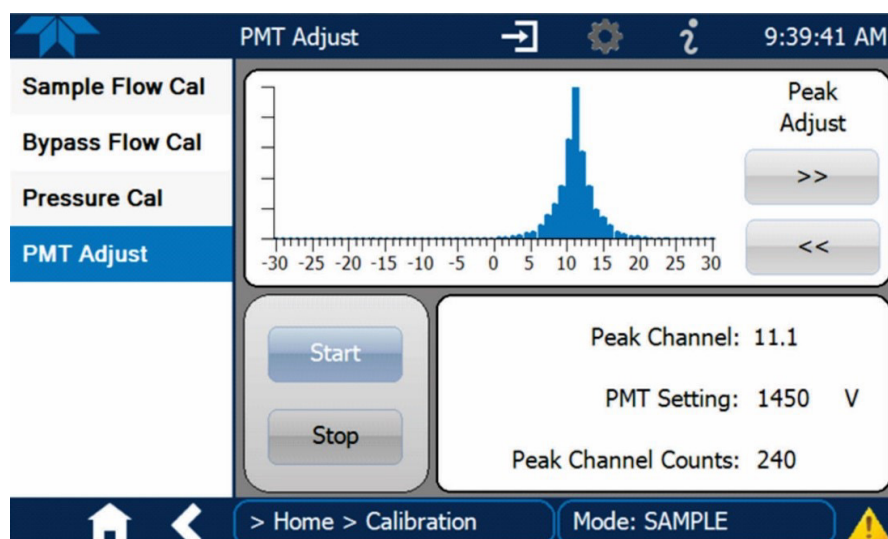 PMT Adjust
9:39:41 AM
Sample Flow Cal
Bypass Flow Cal
Pressure Cal
PMT Adjust
Peak
Adjust
>>
<<
-30 -25 -20 -15 -10 -5 0 5 10 15 20 25 30
Start
Stop
Peak Channel: 11.1
PMT Setting: 1450 V
Peak Channel Counts: 240
> Home > Calibration
Mode: SAMPLE